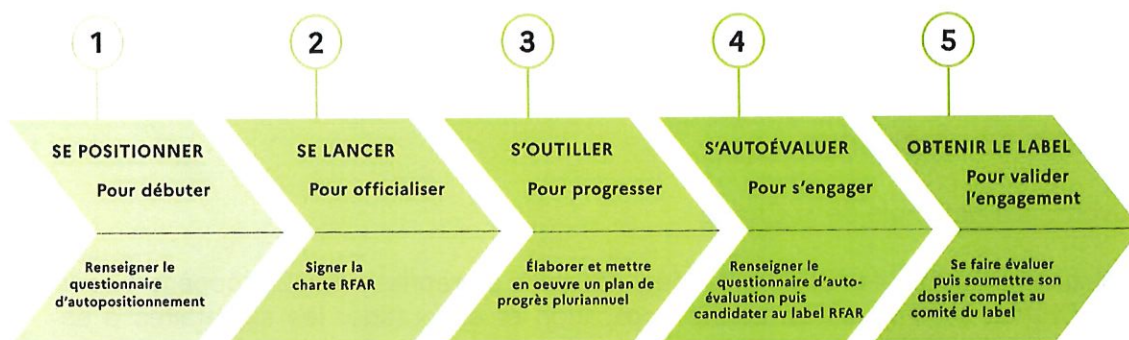 1
2
3
4
5
SE POSITIONNER
Pour débuter
Renseigner le
questionnaire
d'autopositionnement
SE LANCER
Pour officialiser
Signer la
charte RFAR
S'OUTILLER
Pour progresser
Élaborer et mettre
en oeuvre un plan de
progrès pluriannuel
S'AUTOÉVALUER
Pour s'engager
Renseigner le
questionnaire d'auto-
évaluation puis
candidater au label RFAR
OBTENIR LE LABEL
Pour valider
l'engagement
Se faire évaluer
puis soumettre son
dossier complet au
comité du label